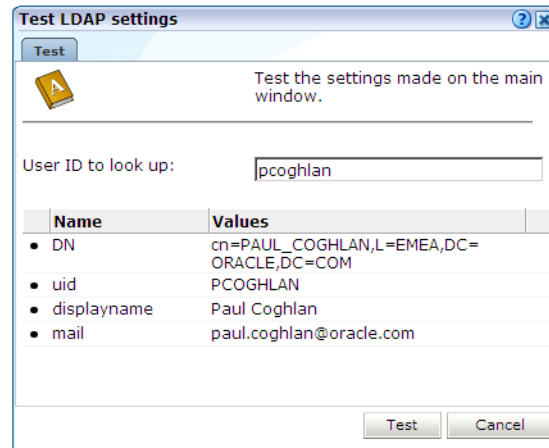 Test LDAP settings
Test
Test the settings made on the main
window.
User ID to look up:
pcoghlan
Name Values
DN cn=PAUL_COGHLAN,L=EMEA,DC=
ORACLE,DC=COM
uid PCOGHLAN
displayname Paul Coghlan
mail paul.coghlan@oracle.com
Test Cancel